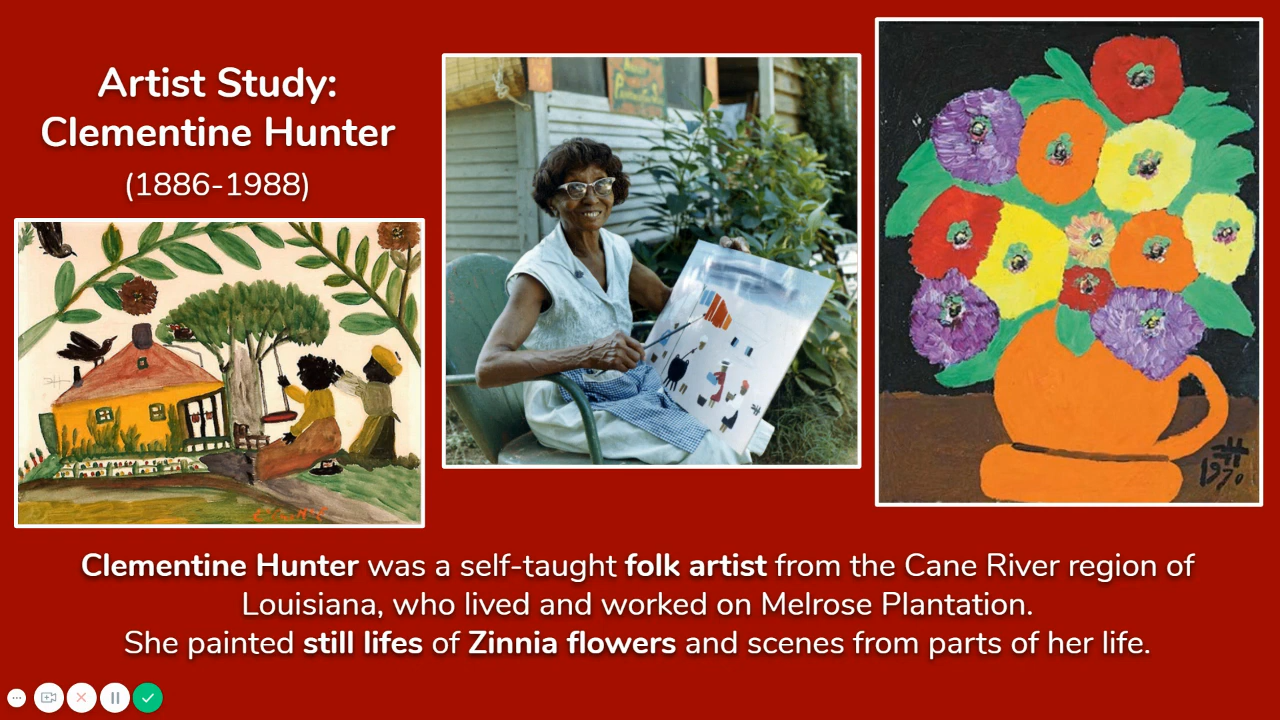 Artist Study:
Clementine Hunter
(1886-1988)
1970
Clementine Hunter was a self-taught folk artist from the Cane River region of
Louisiana, who lived and worked on Melrose Plantation.
She painted still lifes of Zinnia flowers and scenes from parts of her life.